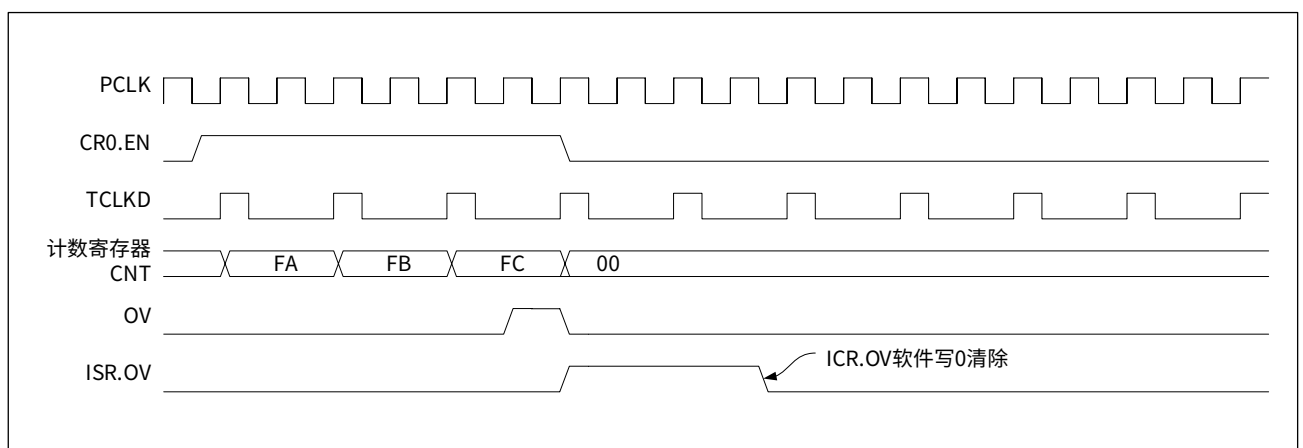 PCLK
CR0.EN
TCLKD
计数寄存器
CNT
FA FB FC 00
OV
ISR.OV
ICR.OV软件写0清除